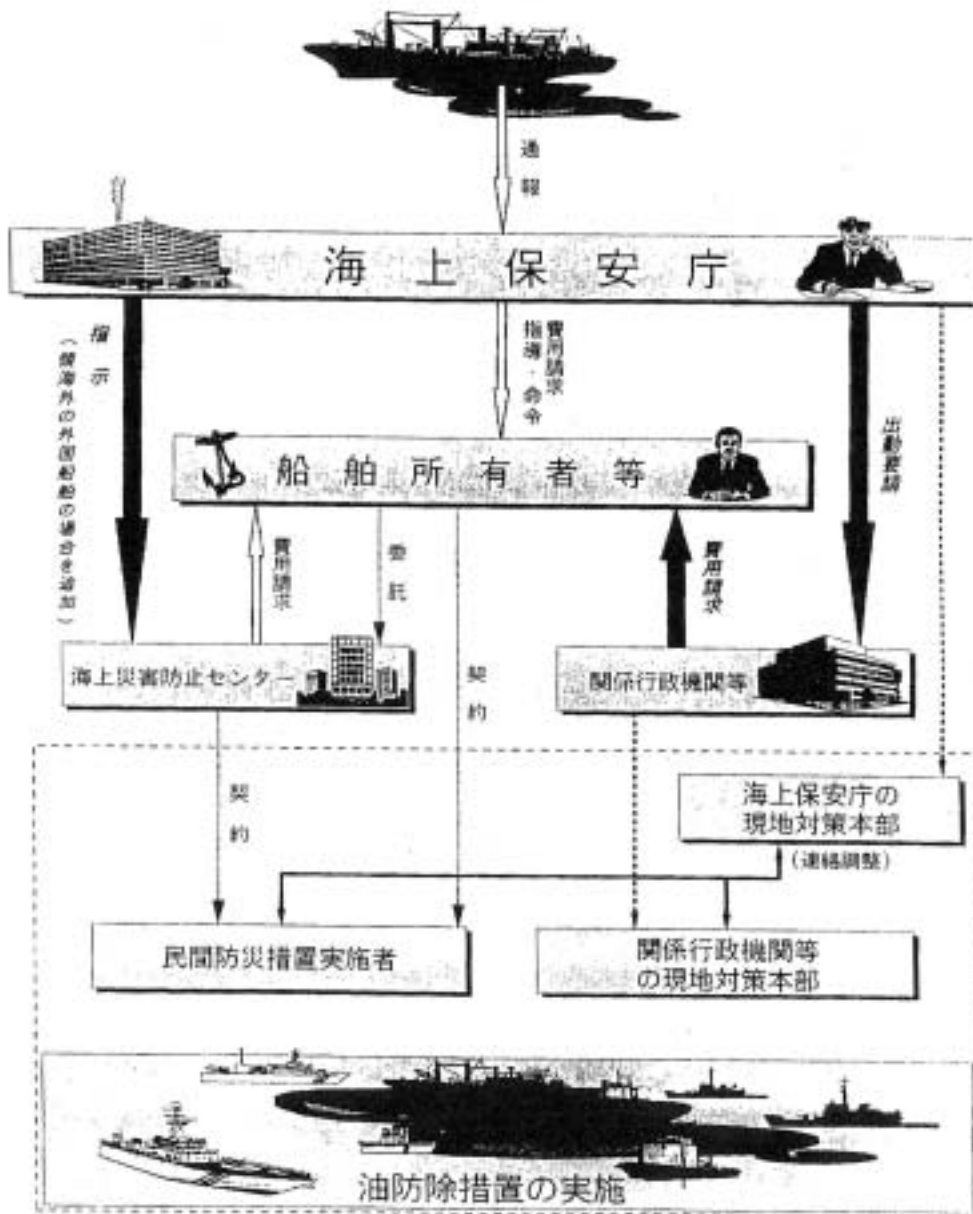 通報
海上保安庁
指示
（領海外の外国船舶の場合を追加）
費用請求
指導・命令
出動要請
船舶所有者等
費用請求
委託
契約
費用請求
海上災害防止センター
関係行政機関等
契約
海上保安庁の
現地対策本部
（連絡調整）
民間防災措置実施者
関係行政機関等
の現地対策本部
油防除措置の実施